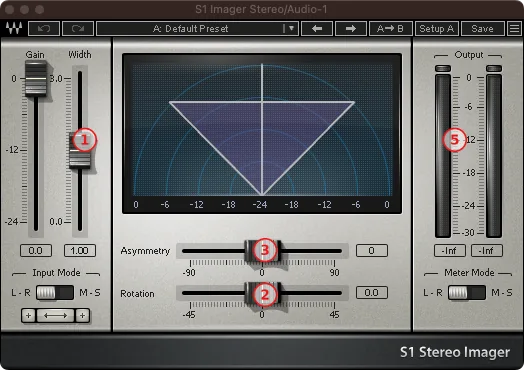 S1 Imager Stereo/Audio-1
A: Default Preset
A→B
Setup A
Save
Gain
Width
0
3.0
-12
-24
0.0
0.0
1.00
1
Input Mode
L - R
M - S
0 -6 -12 -18 -24 -18 -12 -6 0
Asymmetry
3
0
-90 0 90
Rotation
2
0.0
-45 0 45
Output
0
-6
-12
-18
-24
-30
5
-Inf
-Inf
Meter Mode
L - R
M - S
S1 Stereo Imager